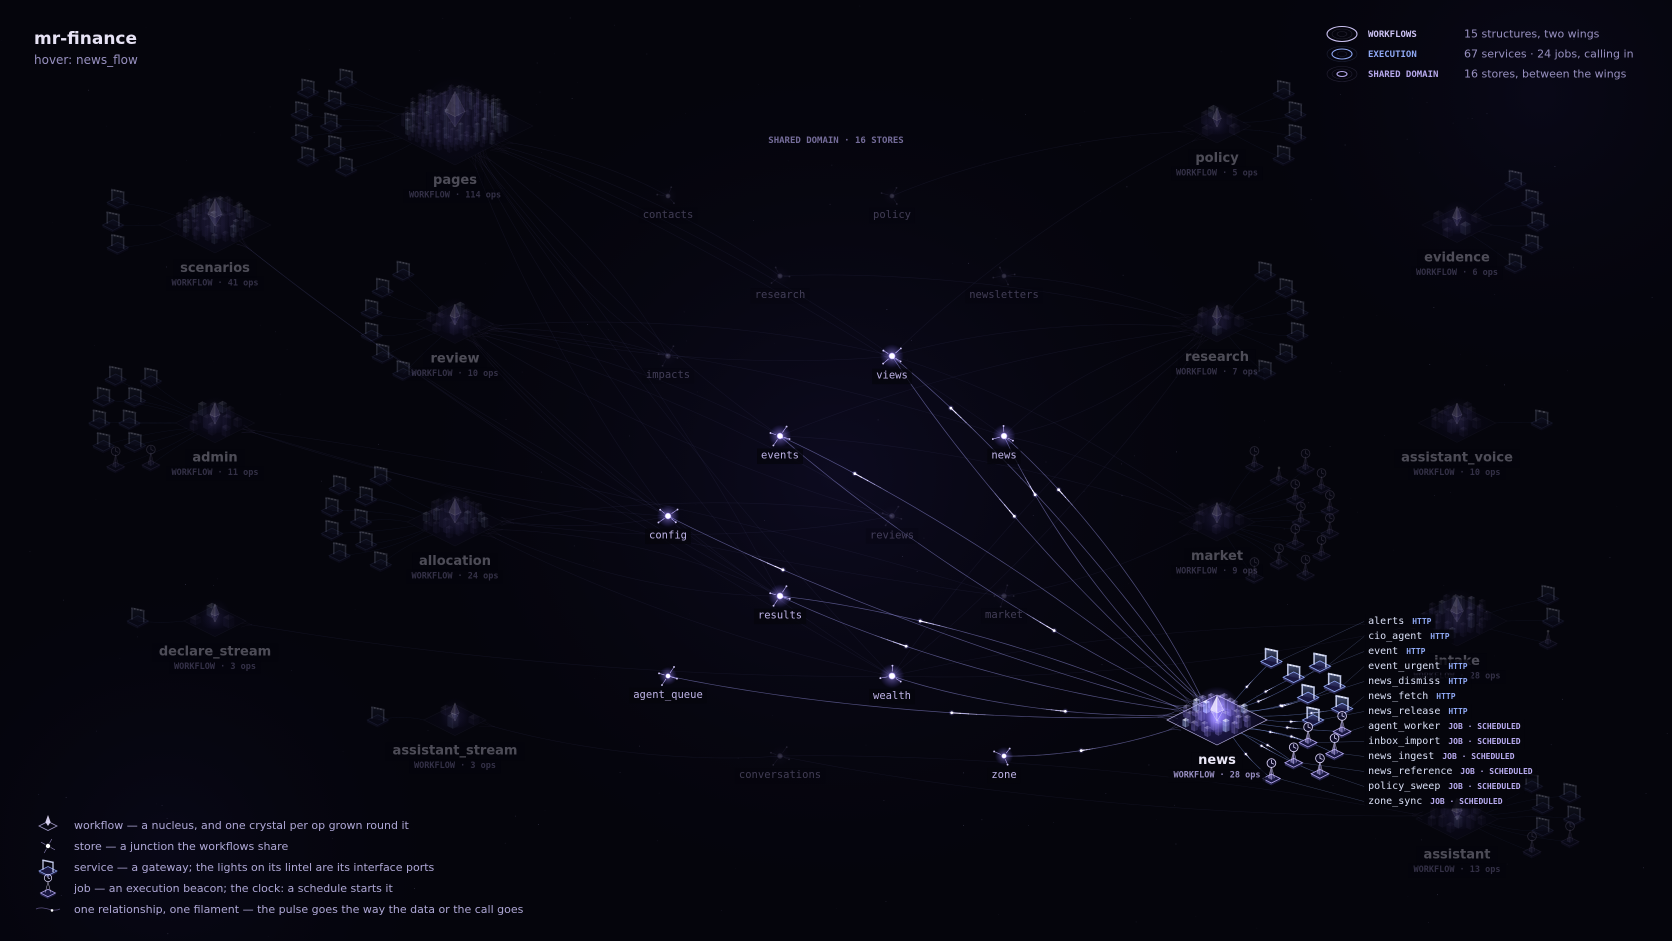 mr-finance
hover: news_flow
WORKFLOWS 15 structures, two wings
EXECUTION 67 services · 24 jobs, calling in
SHARED DOMAIN 16 stores, between the wings
SHARED DOMAIN · 16 STORES
pages
WORKFLOW · 114 ops
policy
WORKFLOW · 5 ops
contacts
policy
scenarios
WORKFLOW · 41 ops
evidence
WORKFLOW · 6 ops
research
newsletters
review
WORKFLOW · 10 ops
research
WORKFLOW · 7 ops
impacts
views
admin
WORKFLOW · 11 ops
events
news
assistant_voice
WORKFLOW · 10 ops
config
reviews
allocation
WORKFLOW · 24 ops
market
WORKFLOW · 9 ops
results
market
declare_stream
WORKFLOW · 3 ops
intake
28 ops
alerts HTTP
cio_agent HTTP
event HTTP
event_urgent HTTP
news_dismiss HTTP
news_fetch HTTP
news_release HTTP
agent_worker JOB · SCHEDULED
inbox_import JOB · SCHEDULED
news_ingest JOB · SCHEDULED
news_reference JOB · SCHEDULED
policy_sweep JOB · SCHEDULED
zone_sync JOB · SCHEDULED
agent_queue
wealth
assistant_stream
WORKFLOW · 3 ops
conversations
zone
news
WORKFLOW · 28 ops
assistant
WORKFLOW · 13 ops
workflow — a nucleus, and one crystal per op grown round it
store — a junction the workflows share
service — a gateway; the lights on its lintel are its interface ports
job — an execution beacon; the clock: a schedule starts it
one relationship, one filament — the pulse goes the way the data or the call goes